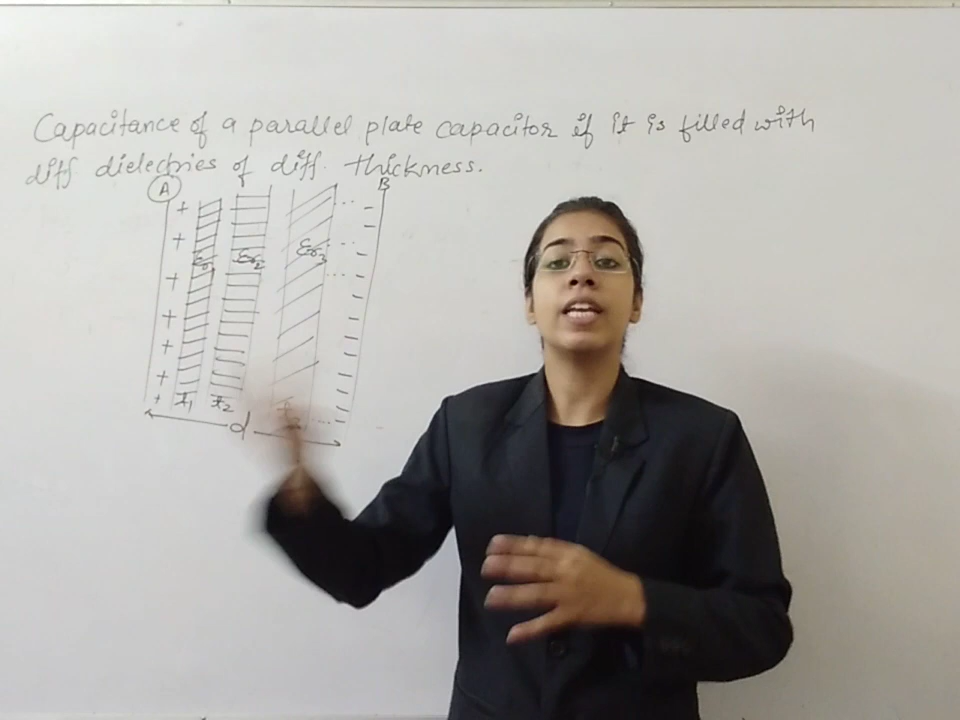 Capacitance of a parallel plate capacitor if it is filled with
diff dielectrics of diff. thickness.
A B
+ -
+ -
εr2 εr3
t1 t2
d